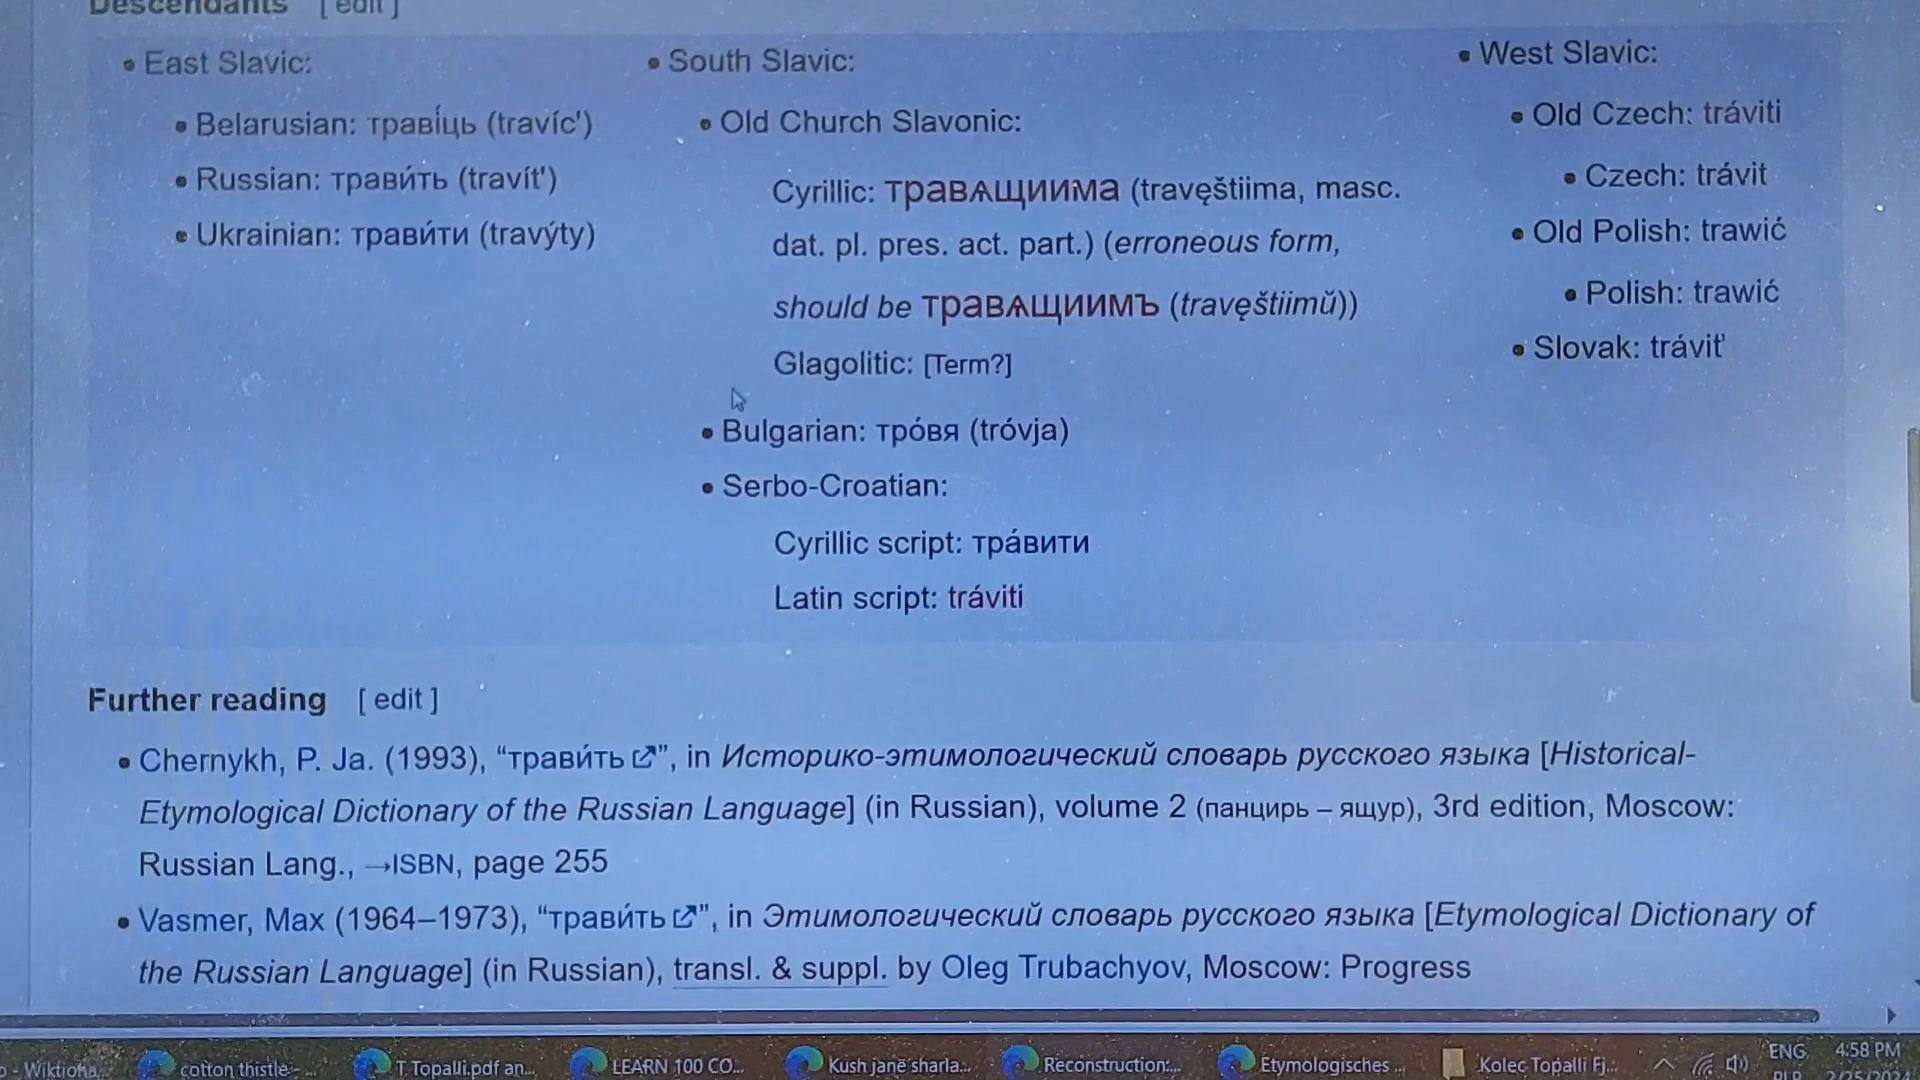 Descendants [ edit ]
East Slavic:
Belarusian: траві́ць (travícʹ)
Russian: трави́ть (travítʹ)
Ukrainian: трави́ти (travýty)
South Slavic:
Old Church Slavonic:
Cyrillic: травѧщиима (travęštiima, masc.
dat. pl. pres. act. part.) (erroneous form,
should be травѧщиимъ (travęštiimŭ))
Glagolitic: [Term?]
Bulgarian: тро́вя (tróvja)
Serbo-Croatian:
Cyrillic script: тра́вити
Latin script: tráviti
West Slavic:
Old Czech: tráviti
Czech: trávit
Old Polish: trawić
Polish: trawić
Slovak: tráviť
Further reading [ edit ]
Chernykh, P. Ja. (1993), “трави́ть”, in Историко-этимологический словарь русского языка [Historical-
Etymological Dictionary of the Russian Language] (in Russian), volume 2 (панцирь – ящур), 3rd edition, Moscow:
Russian Lang., →ISBN, page 255
Vasmer, Max (1964–1973), “трави́ть”, in Этимологический словарь русского языка [Etymological Dictionary of
the Russian Language] (in Russian), transl. & suppl. by Oleg Trubachyov, Moscow: Progress
- Wiktiona... cotton thistle - ... T. Topalli.pdf an... LEARN 100 CO... Kush janë sharla... Reconstruction:... Etymologisches ... Kolec Topalli Fj... ENG 4:58 PM
2/25/2024